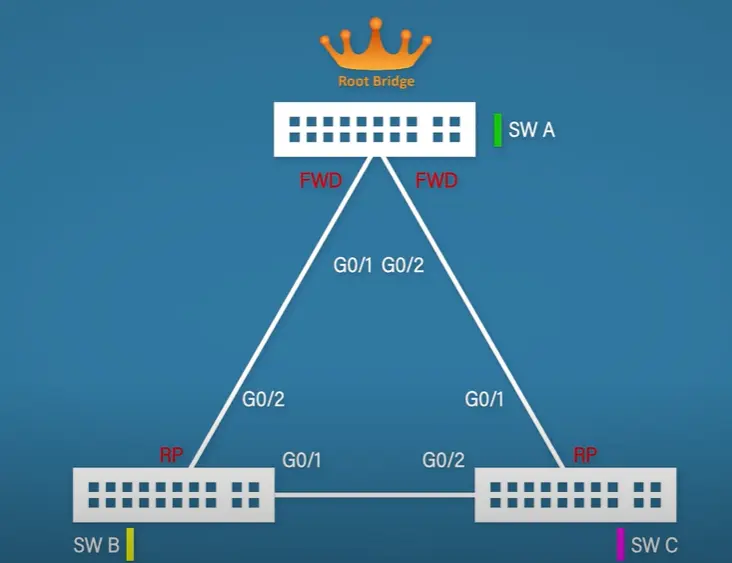 Root Bridge
SW A
FWD FWD
G0/1 G0/2
G0/2 G0/1
RP RP
G0/1 G0/2
SW B SW C